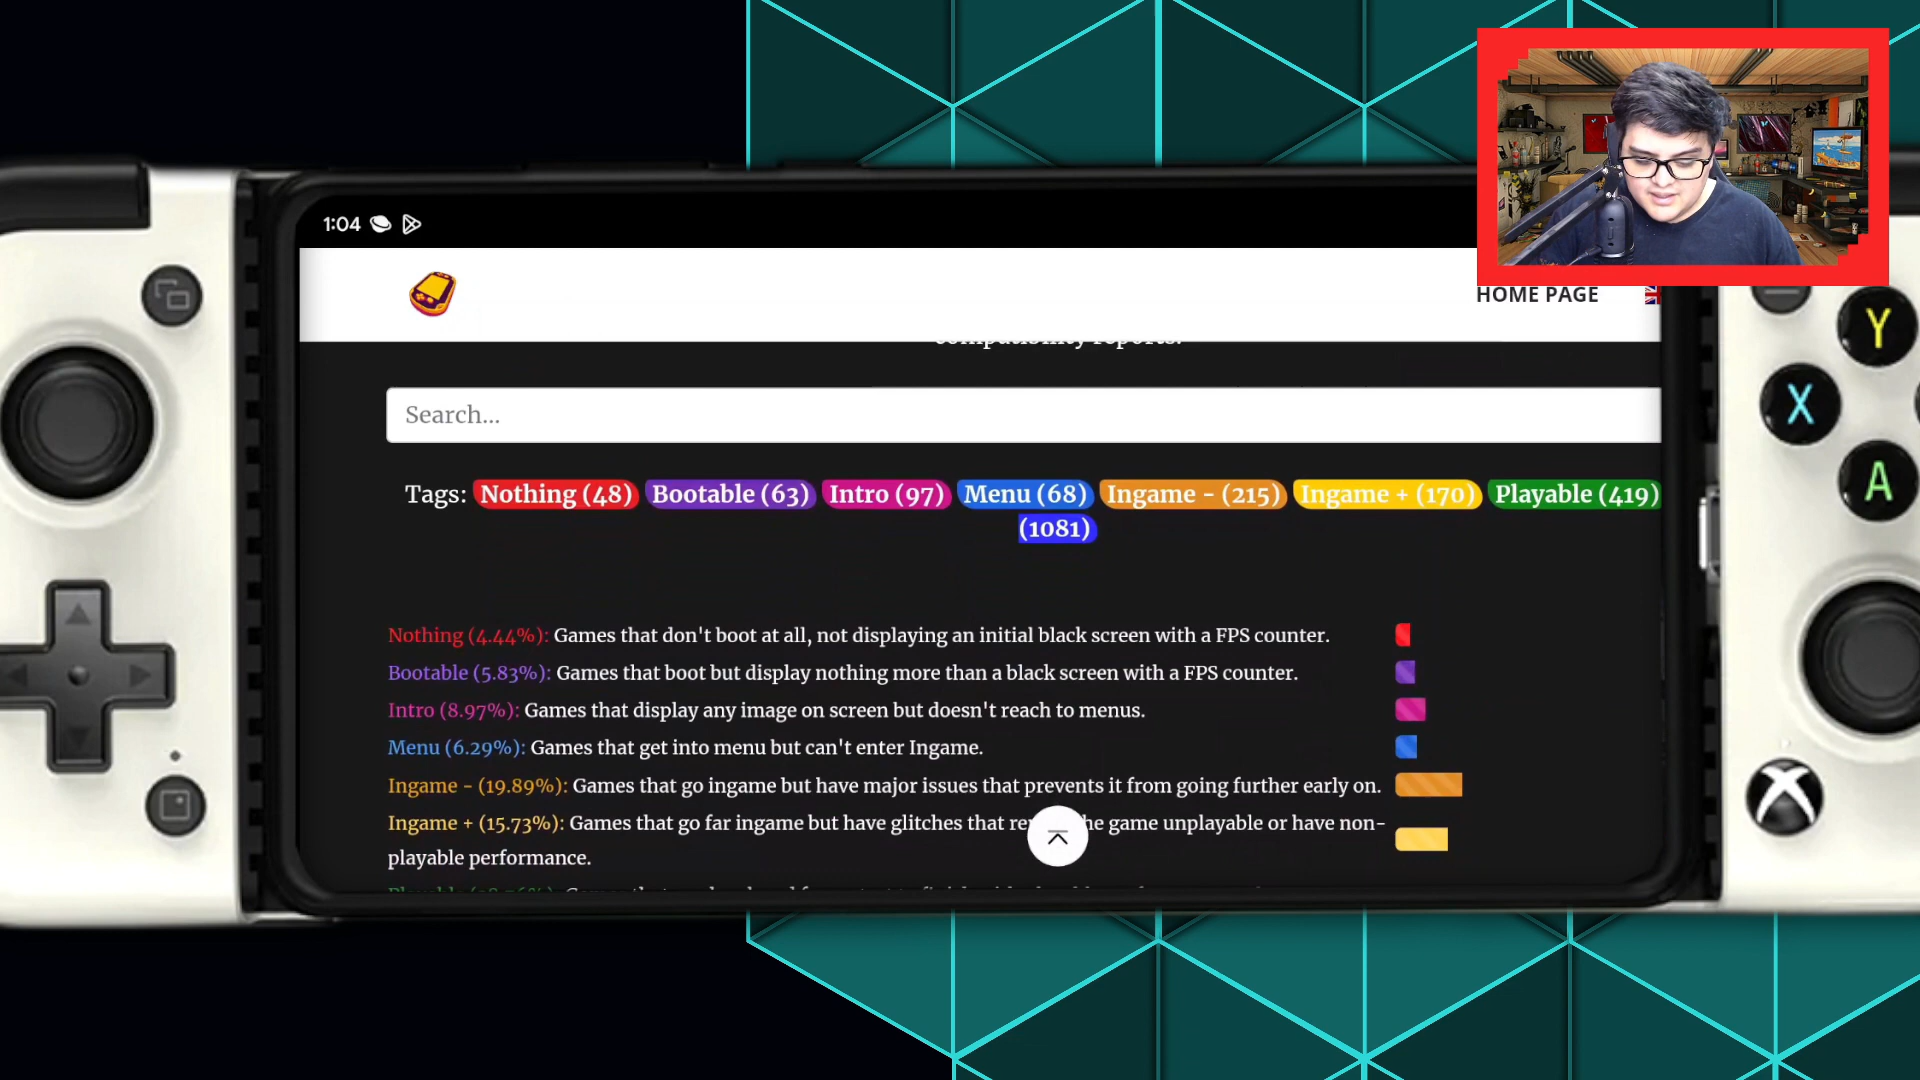 1:04
HOME PAGE
compatibility reports.
Search...
Tags: Nothing (48) Bootable (63) Intro (97) Menu (68) Ingame - (215) Ingame + (170) Playable (419)
(1081)
Nothing (4.44%): Games that don't boot at all, not displaying an initial black screen with a FPS counter.
Bootable (5.83%): Games that boot but display nothing more than a black screen with a FPS counter.
Intro (8.97%): Games that display any image on screen but doesn't reach to menus.
Menu (6.29%): Games that get into menu but can't enter Ingame.
Ingame - (19.89%): Games that go ingame but have major issues that prevents it from going further early on.
Ingame + (15.73%): Games that go far ingame but have glitches that the game unplayable or have non-
playable performance.
Y
X
A